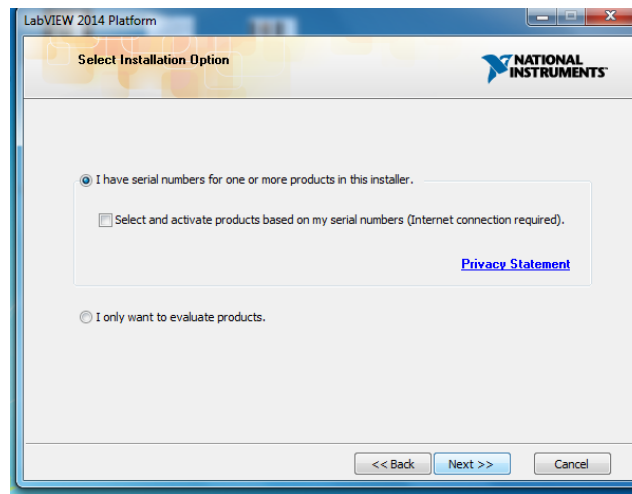 LabVIEW 2014 Platform
Select Installation Option
NATIONAL
INSTRUMENTS™
I have serial numbers for one or more products in this installer.
Select and activate products based on my serial numbers (Internet connection required).
Privacy Statement
I only want to evaluate products.
<< Back
Next >>
Cancel